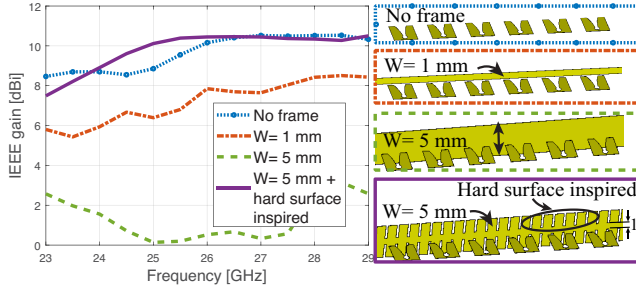 12
10
8
6
4
2
0
IEEE gain [dBi]
23
24
25
26
27
28
29
Frequency [GHz]
No frame
W= 1 mm
W= 5 mm
W= 5 mm +
hard surface
inspired
No frame
W= 1 mm
W= 5 mm
Hard surface inspired
W= 5 mm